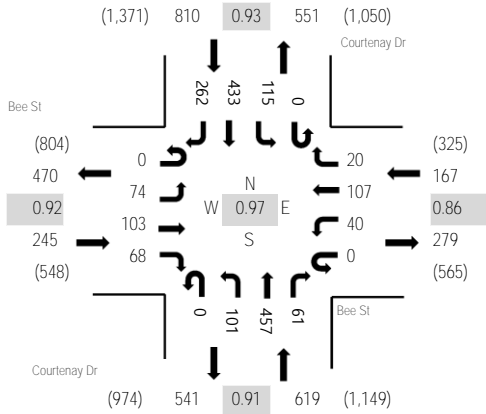 (1,371) 810 0.93 551 (1,050)
Courtenay Dr
262 433 115 0
Bee St
(804)
470
0.92
245
(548)
0
74
103
68
N
W 0.97 E
S
20
107
40
0
(325)
167
0.86
279
(565)
0 101 457 61
Bee St
Courtenay Dr
(974) 541 0.91 619 (1,149)